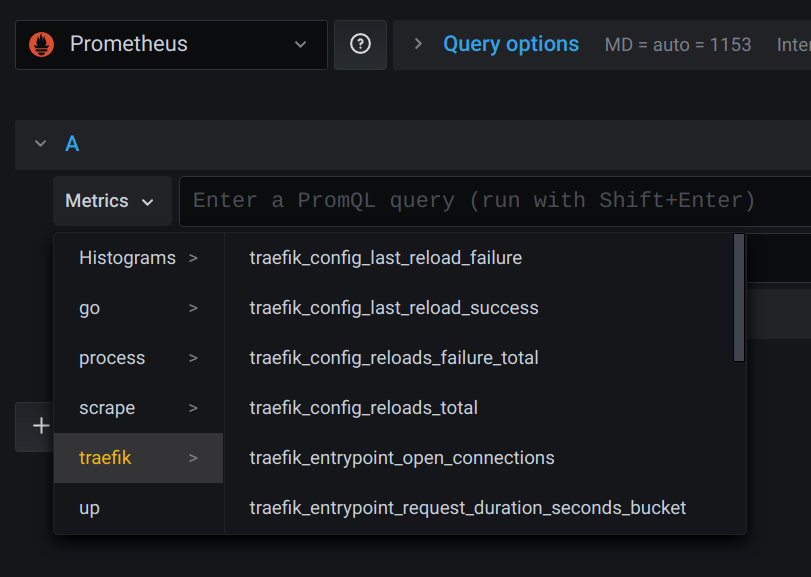 Prometheus
Query options MD = auto = 1153 Inter
A
Metrics Enter a PromQL query (run with Shift+Enter)
Histograms > traefik_config_last_reload_failure
go > traefik_config_last_reload_success
process > traefik_config_reloads_failure_total
scrape > traefik_config_reloads_total
traefik > traefik_entrypoint_open_connections
up traefik_entrypoint_request_duration_seconds_bucket